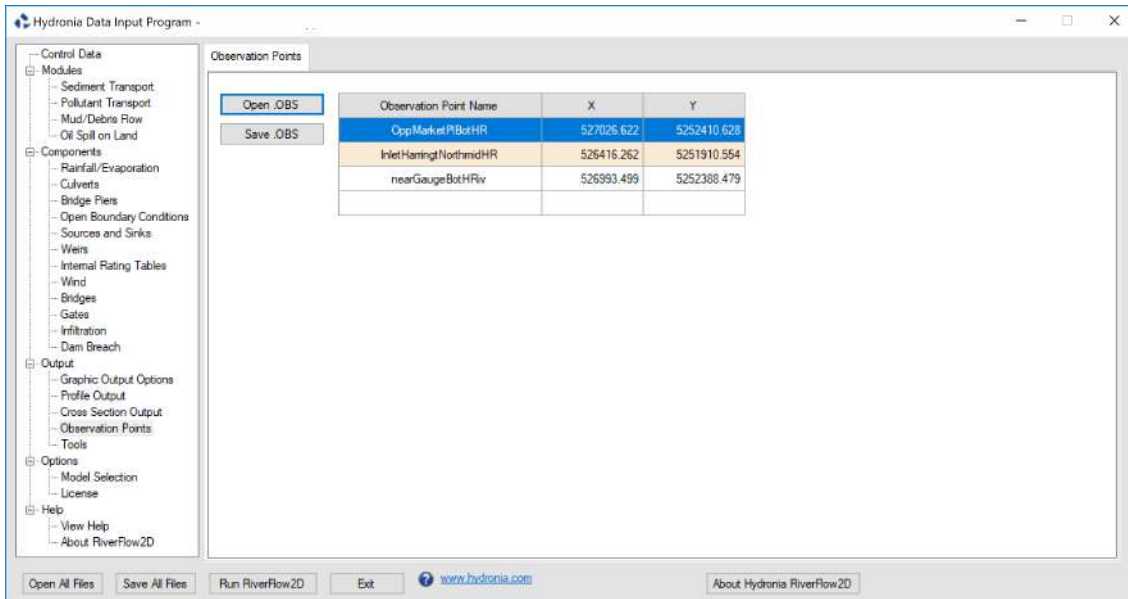 Hydronia Data Input Program -
Control Data
Modules
Sediment Transport
Pollutant Transport
Mud/Debris Flow
Oil Spill on Land
Components
Rainfall/Evaporation
Culverts
Bridge Piers
Open Boundary Conditions
Sources and Sinks
Weirs
Internal Rating Tables
Wind
Bridges
Gates
Infiltration
Dam Breach
Output
Graphic Output Options
Profile Output
Cross Section Output
Observation Points
Tools
Options
Model Selection
License
Help
View Help
About RiverFlow2D
Observation Points
Open .OBS
Save .OBS
Observation Point Name X Y
OppMarketPlBotHR 527026.622 5252410.628
InletHarringtNorthmidHR 526416.262 5251910.554
nearGaugeBotHRiv 526993.499 5252388.479
Open All Files Save All Files Run RiverFlow2D Exit ? www.hydronia.com About Hydronia RiverFlow2D